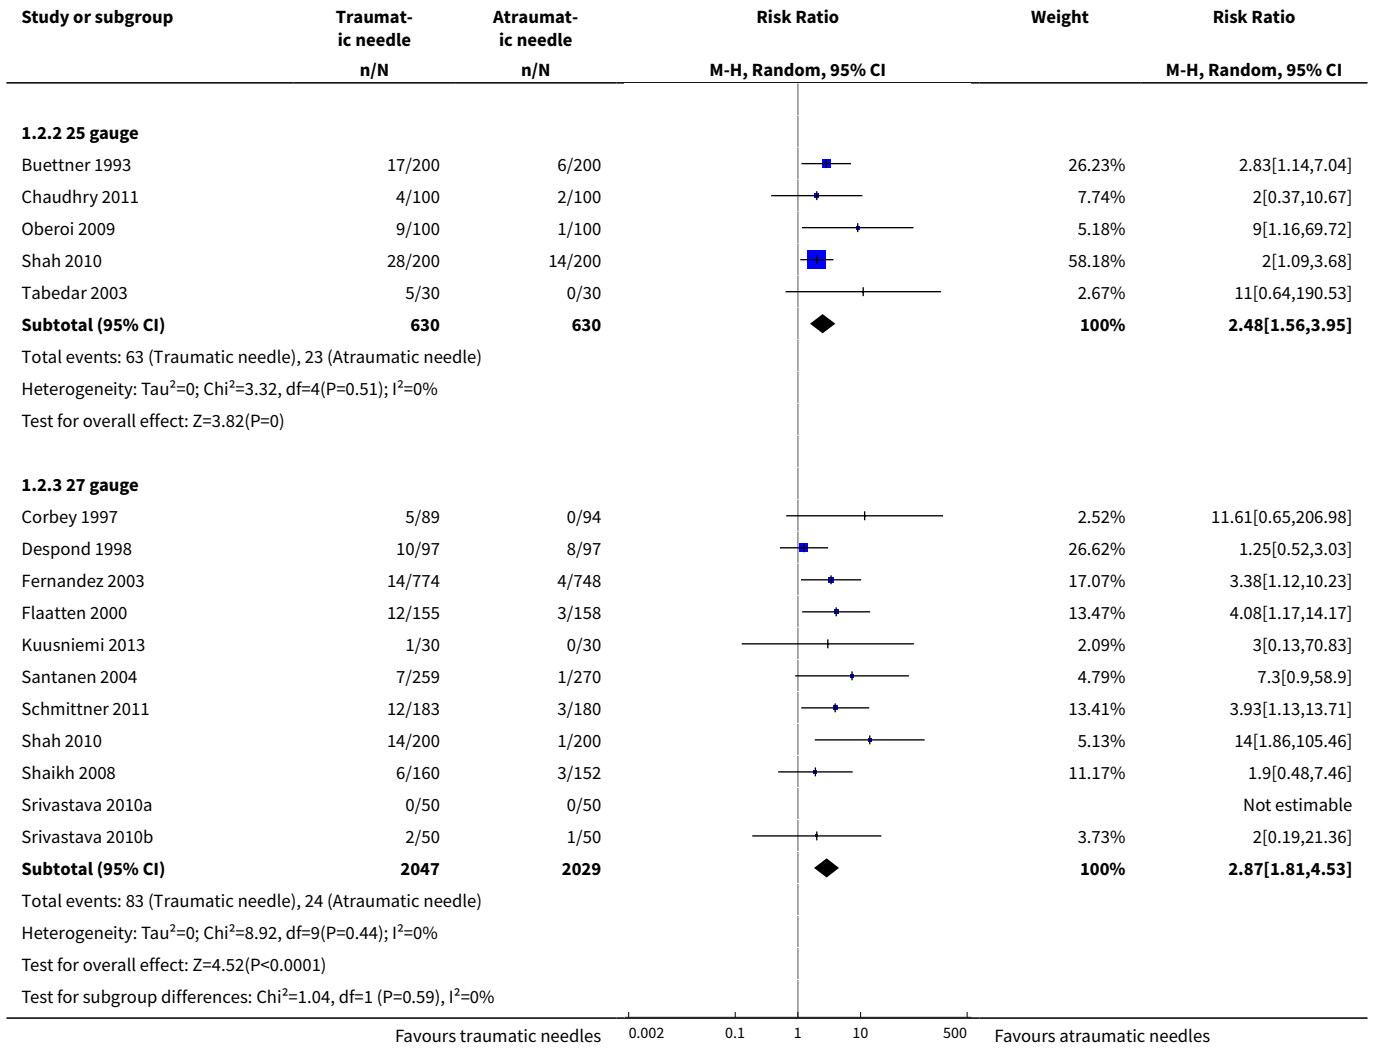 Study or subgroup Traumat- Atraumat- Risk Ratio Weight Risk Ratio
ic needle ic needle
n/N n/N M-H, Random, 95% CI M-H, Random, 95% CI
1.2.2 25 gauge
Buettner 1993 17/200 6/200 26.23% 2.83[1.14,7.04]
Chaudhry 2011 4/100 2/100 7.74% 2[0.37,10.67]
Oberoi 2009 9/100 1/100 5.18% 9[1.16,69.72]
Shah 2010 28/200 14/200 58.18% 2[1.09,3.68]
Tabedar 2003 5/30 0/30 2.67% 11[0.64,190.53]
Subtotal (95% CI) 630 630 100% 2.48[1.56,3.95]
Total events: 63 (Traumatic needle), 23 (Atraumatic needle)
Heterogeneity: Tau²=0; Chi²=3.32, df=4(P=0.51); I²=0%
Test for overall effect: Z=3.82(P=0)
1.2.3 27 gauge
Corbey 1997 5/89 0/94 2.52% 11.61[0.65,206.98]
Despond 1998 10/97 8/97 26.62% 1.25[0.52,3.03]
Fernandez 2003 14/774 4/748 17.07% 3.38[1.12,10.23]
Flaatten 2000 12/155 3/158 13.47% 4.08[1.17,14.17]
Kuusniemi 2013 1/30 0/30 2.09% 3[0.13,70.83]
Santanen 2004 7/259 1/270 4.79% 7.3[0.9,58.9]
Schmittner 2011 12/183 3/180 13.41% 3.93[1.13,13.71]
Shah 2010 14/200 1/200 5.13% 14[1.86,105.46]
Shaikh 2008 6/160 3/152 11.17% 1.9[0.48,7.46]
Srivastava 2010a 0/50 0/50 Not estimable
Srivastava 2010b 2/50 1/50 3.73% 2[0.19,21.36]
Subtotal (95% CI) 2047 2029 100% 2.87[1.81,4.53]
Total events: 83 (Traumatic needle), 24 (Atraumatic needle)
Heterogeneity: Tau²=0; Chi²=8.92, df=9(P=0.44); I²=0%
Test for overall effect: Z=4.52(P<0.0001)
Test for subgroup differences: Chi²=1.04, df=1 (P=0.59), I²=0%
Favours traumatic needles 0.002 0.1 1 10 500 Favours atraumatic needles